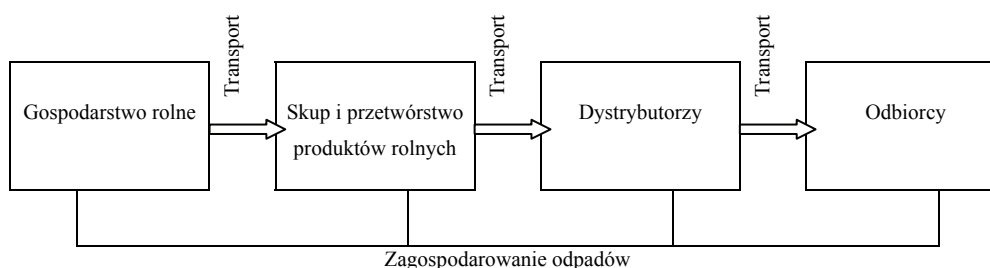 Transport
Transport
Transport
Gospodarstwo rolne
Skup i przetwórstwo
produktów rolnych
Dystrybutorzy
Odbiorcy
Zagospodarowanie odpadów